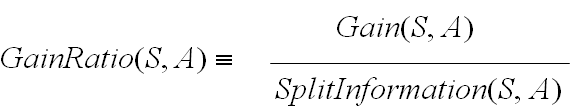 GainRatio(S, A) ≡
Gain(S, A)
SplitInformation(S, A)